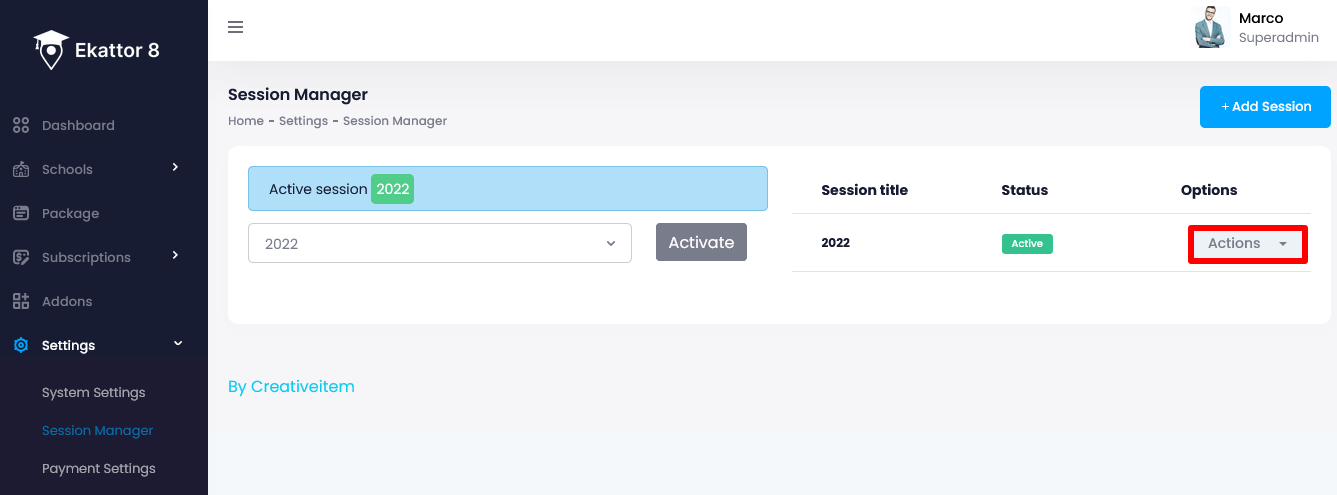 Ekattor 8
Marco
Superadmin
Dashboard
Schools
Package
Subscriptions
Addons
Settings
System Settings
Session Manager
Payment Settings
Session Manager
Home - Settings - Session Manager
+ Add Session
Active session 2022
2022
Activate
Session title Status Options
2022 Active Actions
By Creativeitem